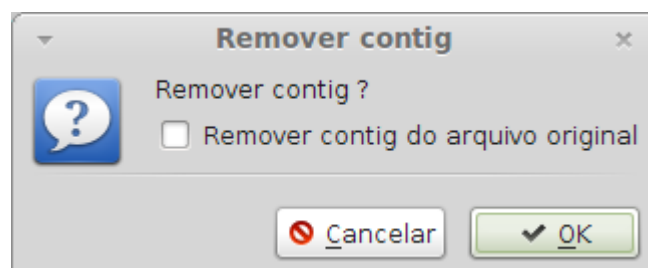 Remover contig
Remover contig ?
Remover contig do arquivo original
Cancelar
OK